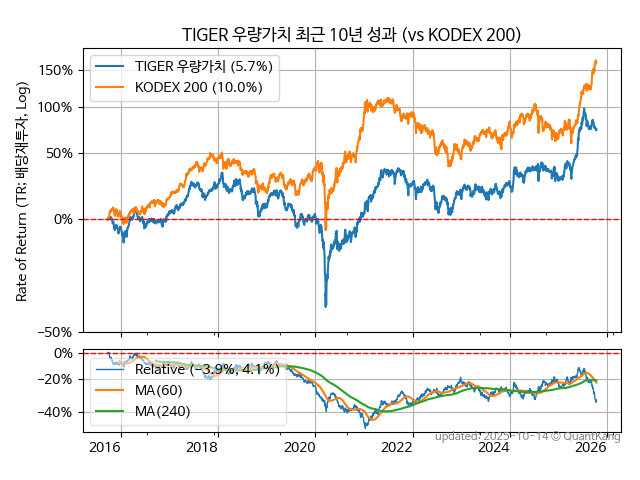 TIGER 우량가치 최근 10년 성과 (vs KODEX 200)
Rate of Return (TR: 배당재투자, Log)
150%
100%
50%
0%
−50%
TIGER 우량가치 (5.7%)
KODEX 200 (10.0%)
0%
−20%
−40%
Relative (−3.9%, 4.1%)
MA(60)
MA(240)
2016
2018
2020
2022
2024
2026
updated: 2025-10-14 © QuantKang